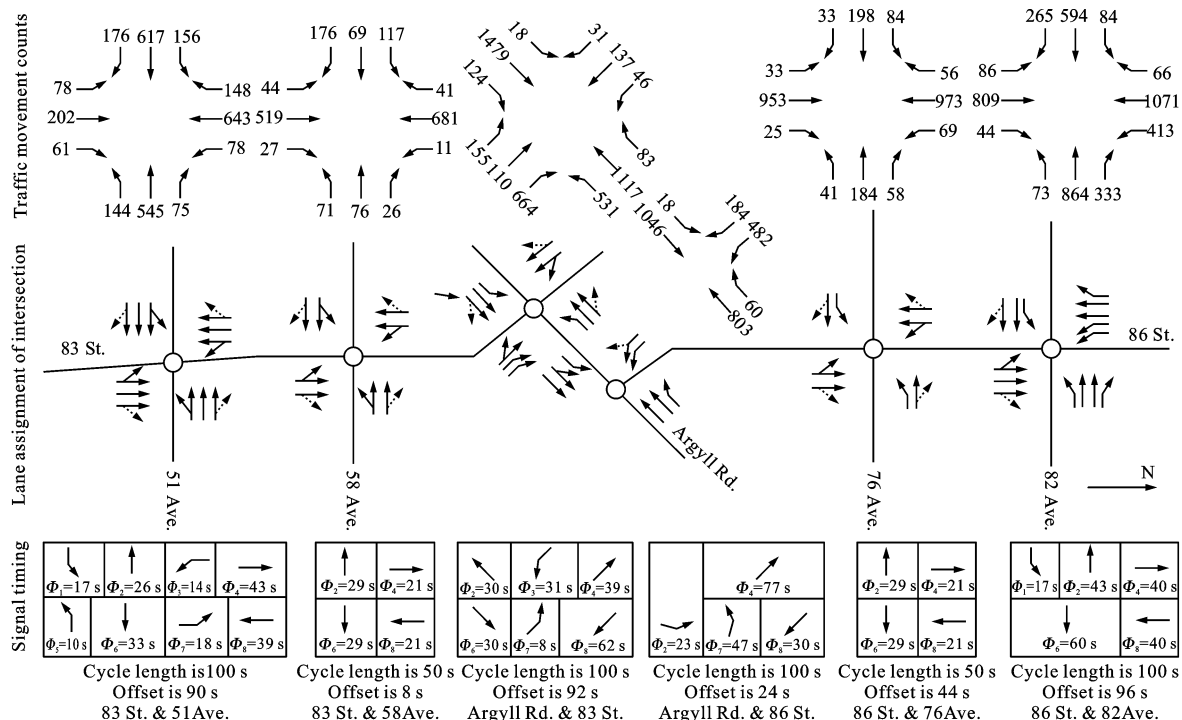 Traffic movement counts
176 617 156
78
202
61
148
643
78
144 545 75
176 69 117
44
519
27
41
681
11
71 76 26
18
1479
124
31
137
46
155
110
664
83
1117
531
18
1046
184
482
60
803
33 198 84
33
953
25
56
973
69
41 184 58
265 594 84
86
809
44
66
1071
413
73 864 333
Lane assignment of intersection
83 St.
86 St.
Argyll Rd.
51 Ave.
58 Ave.
76 Ave.
82 Ave.
N
Signal timing
Φ1=17 s Φ2=26 s Φ3=14 s Φ4=43 s
Φ5=10 s Φ6=33 s Φ7=18 s Φ8=39 s
Cycle length is100 s
Offset is 90 s
83 St. & 51Ave.
Φ2=29 s Φ4=21 s
Φ6=29 s Φ8=21 s
Cycle length is 50 s
Offset is 8 s
83 St. & 58Ave.
Φ2=30 s Φ3=31 s Φ4=39 s
Φ6=30 s Φ7=8 s Φ8=62 s
Cycle length is 100 s
Offset is 92 s
Argyll Rd. & 83 St.
Φ4=77 s
Φ2=23 s Φ7=47 s Φ8=30 s
Cycle length is 100 s
Offset is 24 s
Argyll Rd. & 86 St.
Φ2=29 s Φ4=21 s
Φ6=29 s Φ8=21 s
Cycle length is 50 s
Offset is 44 s
86 St. & 76Ave.
Φ1=17 s Φ2=43 s Φ4=40 s
Φ6=60 s Φ8=40 s
Cycle length is 100 s
Offset is 96 s
86 St. & 82Ave.